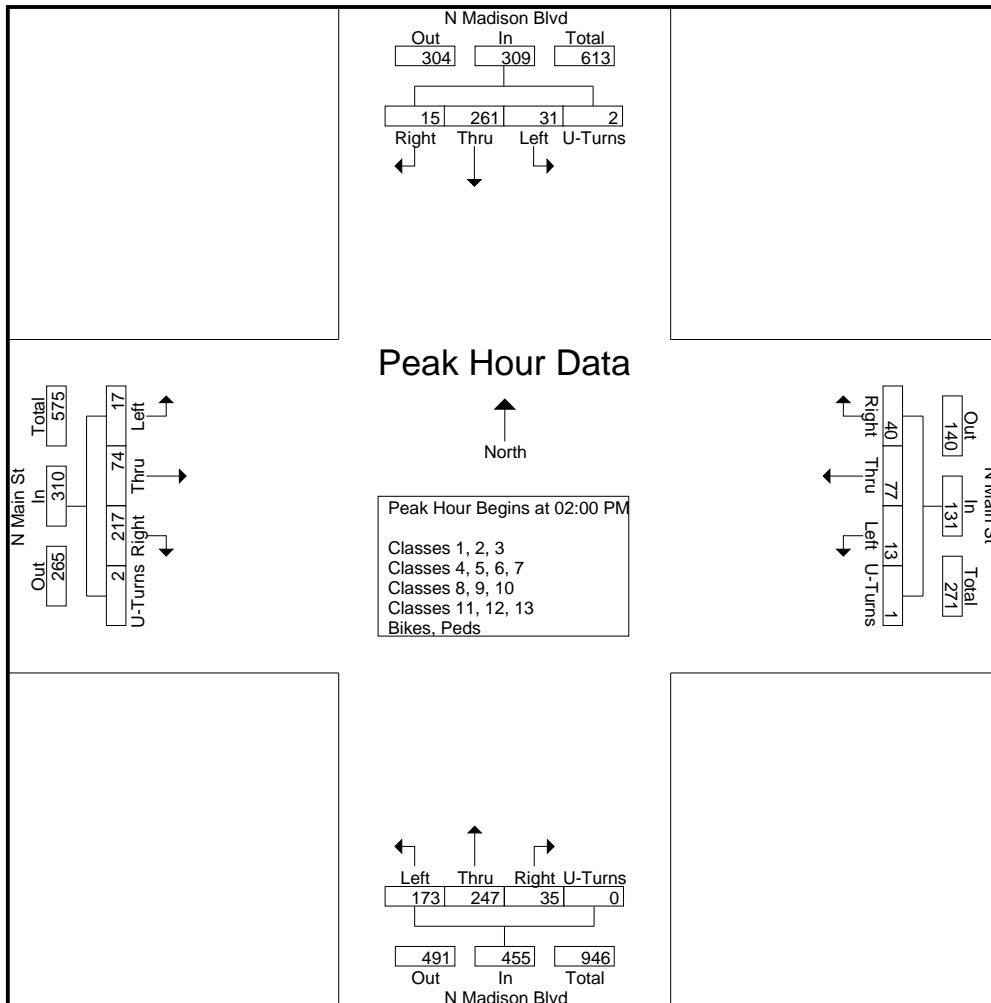 N Madison Blvd
Out In Total
304 309 613
15 261 31 2
Right Thru Left U-Turns
Peak Hour Data
North
Peak Hour Begins at 02:00 PM
Classes 1, 2, 3
Classes 4, 5, 6, 7
Classes 8, 9, 10
Classes 11, 12, 13
Bikes, Peds
N Main St
Out In Total
265 310 575
2 217 74 17
U-Turns Right Thru Left
N Main St
Out In Total
140 131 271
40 77 13 1
Right Thru Left U-Turns
Left Thru Right U-Turns
173 247 35 0
491 455 946
Out In Total
N Madison Blvd